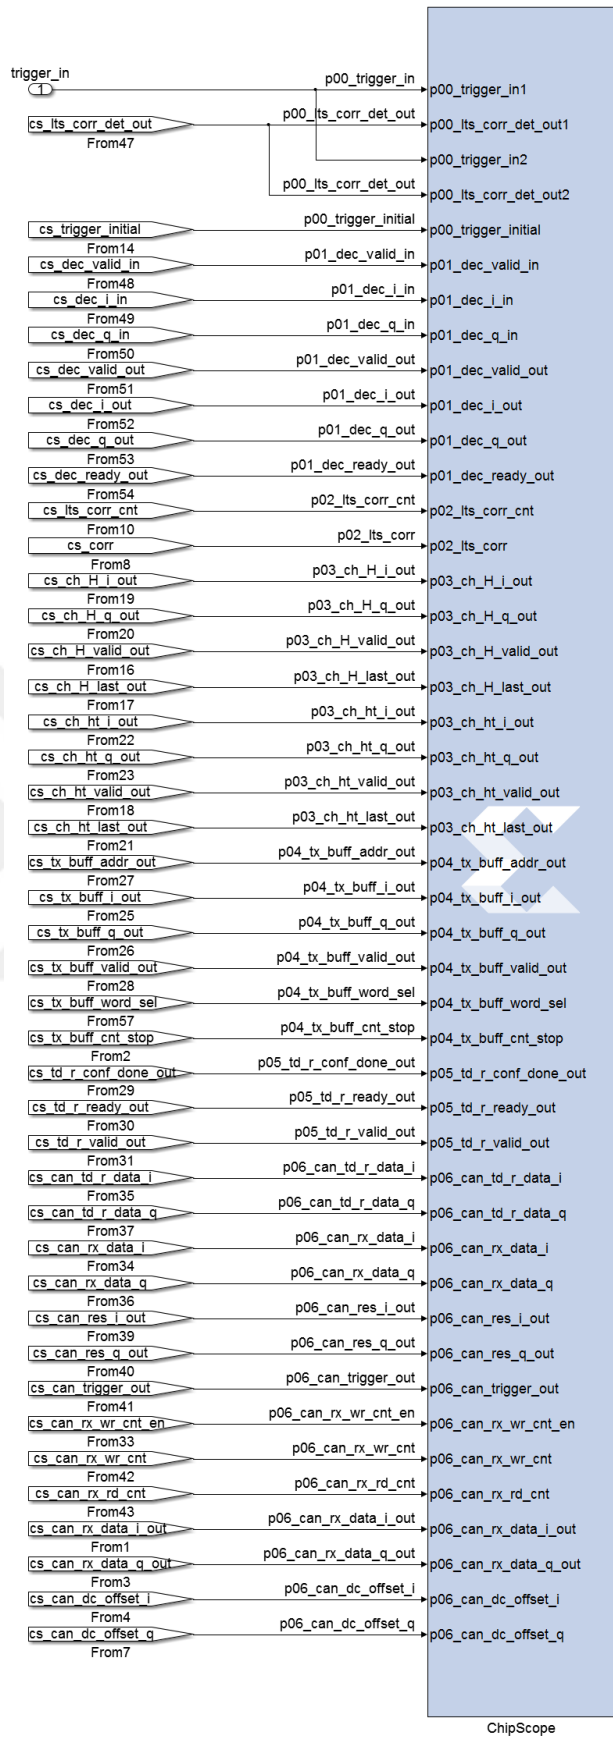 trigger_in
1
p00_trigger_in
p00_trigger_in1
cs_lts_corr_det_out
From47
p00_lts_corr_det_out
p00_lts_corr_det_out1
p00_trigger_in2
p00_lts_corr_det_out
p00_lts_corr_det_out2
cs_trigger_initial
From14
p00_trigger_initial
p00_trigger_initial
cs_dec_valid_in
From48
p01_dec_valid_in
p01_dec_valid_in
cs_dec_i_in
From49
p01_dec_i_in
p01_dec_i_in
cs_dec_q_in
From50
p01_dec_q_in
p01_dec_q_in
cs_dec_valid_out
From51
p01_dec_valid_out
p01_dec_valid_out
cs_dec_i_out
From52
p01_dec_i_out
p01_dec_i_out
cs_dec_q_out
From53
p01_dec_q_out
p01_dec_q_out
cs_dec_ready_out
From54
p01_dec_ready_out
p01_dec_ready_out
cs_lts_corr_cnt
From10
p02_lts_corr_cnt
p02_lts_corr_cnt
cs_corr
From8
p02_lts_corr
p02_lts_corr
cs_ch_H_i_out
From19
p03_ch_H_i_out
p03_ch_H_i_out
cs_ch_H_q_out
From20
p03_ch_H_q_out
p03_ch_H_q_out
cs_ch_H_valid_out
From16
p03_ch_H_valid_out
p03_ch_H_valid_out
cs_ch_H_last_out
From17
p03_ch_H_last_out
p03_ch_H_last_out
cs_ch_ht_i_out
From22
p03_ch_ht_i_out
p03_ch_ht_i_out
cs_ch_ht_q_out
From23
p03_ch_ht_q_out
p03_ch_ht_q_out
cs_ch_ht_valid_out
From18
p03_ch_ht_valid_out
p03_ch_ht_valid_out
cs_ch_ht_last_out
From21
p03_ch_ht_last_out
p03_ch_ht_last_out
cs_tx_buff_addr_out
From27
p04_tx_buff_addr_out
p04_tx_buff_addr_out
cs_tx_buff_i_out
From25
p04_tx_buff_i_out
p04_tx_buff_i_out
cs_tx_buff_q_out
From26
p04_tx_buff_q_out
p04_tx_buff_q_out
cs_tx_buff_valid_out
From28
p04_tx_buff_valid_out
p04_tx_buff_valid_out
cs_tx_buff_word_sel
From57
p04_tx_buff_word_sel
p04_tx_buff_word_sel
cs_tx_buff_cnt_stop
From2
p04_tx_buff_cnt_stop
p04_tx_buff_cnt_stop
cs_td_r_conf_done_out
From29
p05_td_r_conf_done_out
p05_td_r_conf_done_out
cs_td_r_ready_out
From30
p05_td_r_ready_out
p05_td_r_ready_out
cs_td_r_valid_out
From31
p05_td_r_valid_out
p05_td_r_valid_out
cs_can_td_r_data_i
From35
p06_can_td_r_data_i
p06_can_td_r_data_i
cs_can_td_r_data_q
From37
p06_can_td_r_data_q
p06_can_td_r_data_q
cs_can_rx_data_i
From34
p06_can_rx_data_i
p06_can_rx_data_i
cs_can_rx_data_q
From36
p06_can_rx_data_q
p06_can_rx_data_q
cs_can_res_i_out
From39
p06_can_res_i_out
p06_can_res_i_out
cs_can_res_q_out
From40
p06_can_res_q_out
p06_can_res_q_out
cs_can_trigger_out
From41
p06_can_trigger_out
p06_can_trigger_out
cs_can_rx_wr_cnt_en
From33
p06_can_rx_wr_cnt_en
p06_can_rx_wr_cnt_en
cs_can_rx_wr_cnt
From42
p06_can_rx_wr_cnt
p06_can_rx_wr_cnt
cs_can_rx_rd_cnt
From43
p06_can_rx_rd_cnt
p06_can_rx_rd_cnt
cs_can_rx_data_i_out
From1
p06_can_rx_data_i_out
p06_can_rx_data_i_out
cs_can_rx_data_q_out
From3
p06_can_rx_data_q_out
p06_can_rx_data_q_out
cs_can_dc_offset_i
From4
p06_can_dc_offset_i
p06_can_dc_offset_i
cs_can_dc_offset_q
From7
p06_can_dc_offset_q
p06_can_dc_offset_q
ChipScope